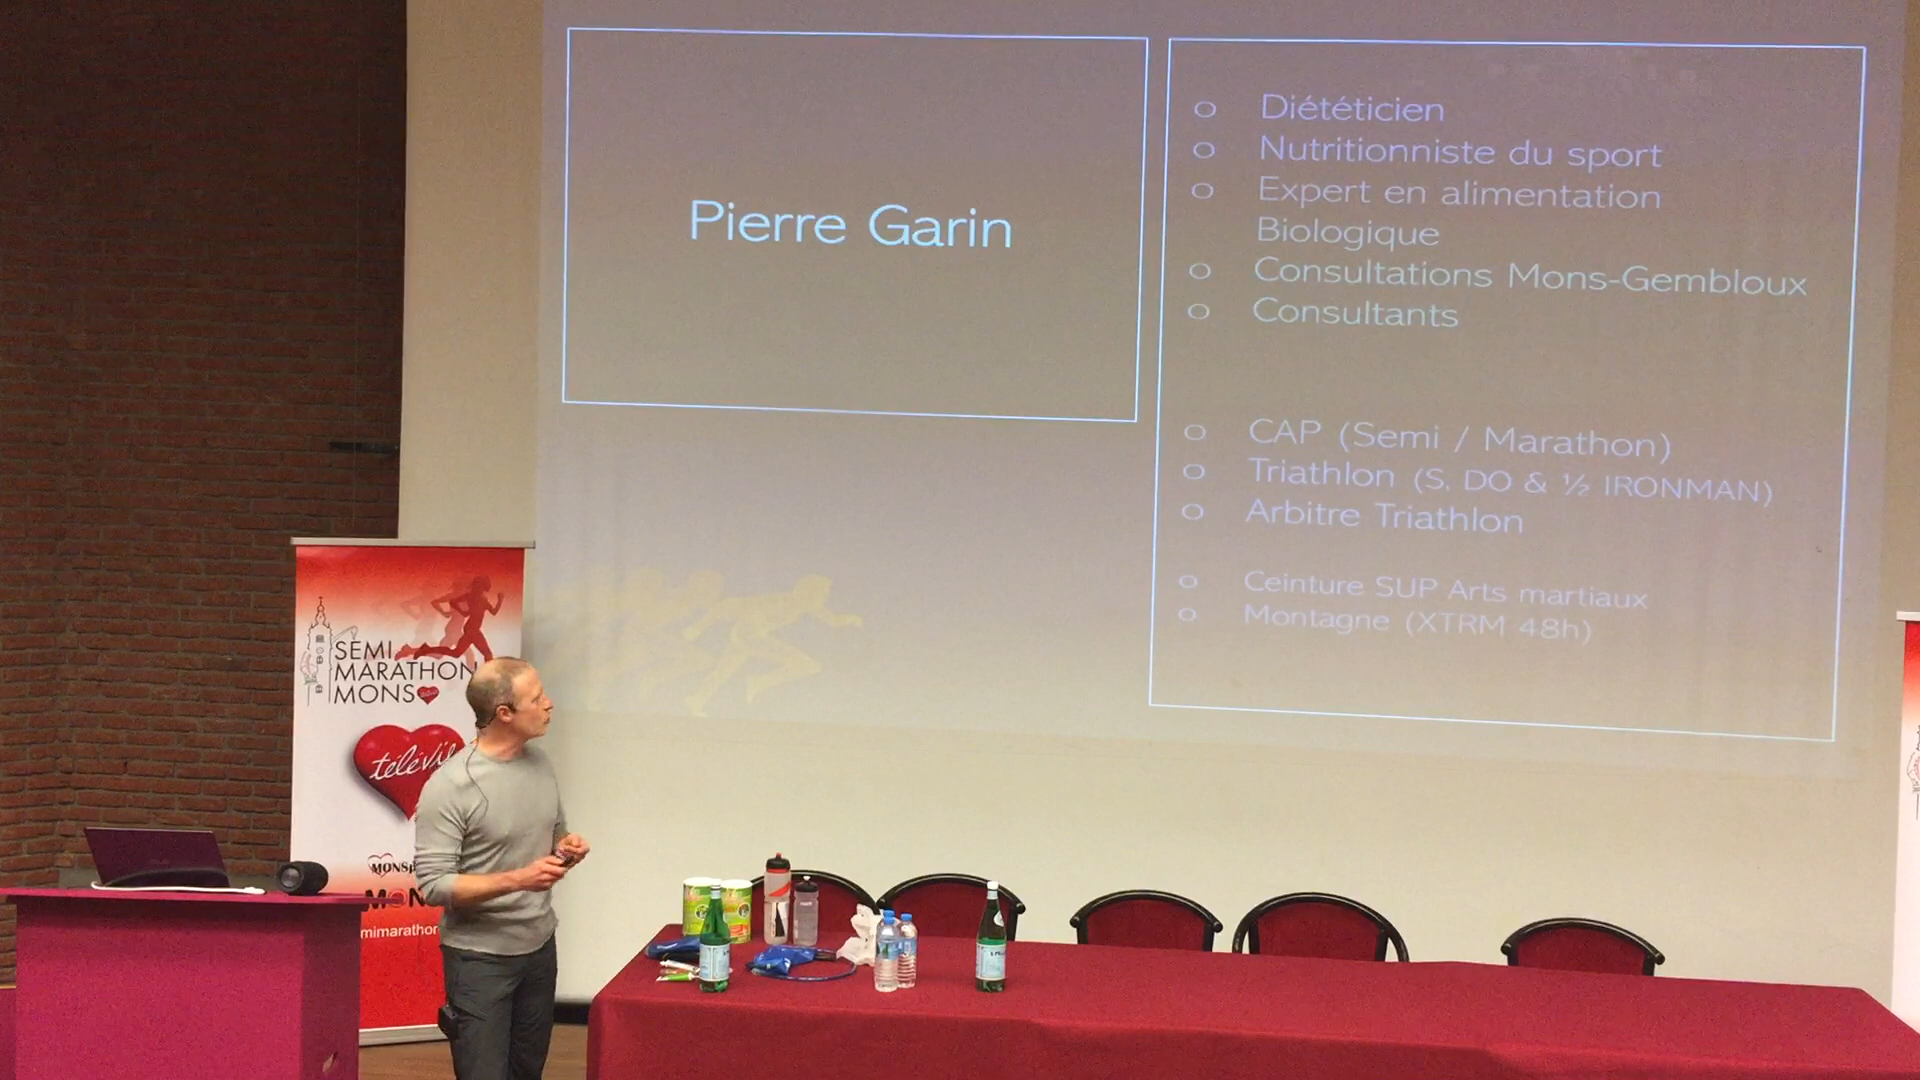 Pierre Garin
o Diététicien
o Nutritionniste du sport
o Expert en alimentation
Biologique
o Consultations Mons-Gembloux
o Consultants
o CAP (Semi / Marathon)
o Triathlon (S, DO & ½ IRONMAN)
o Arbitre Triathlon
o Ceinture SUP Arts martiaux
o Montagne (XTRM 48h)
SEMI
MARATHON
MONS
télévie